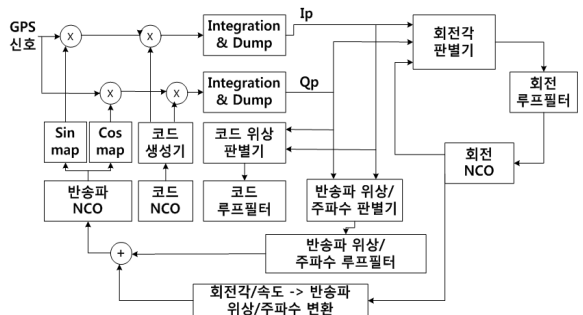 GPS
신호
X
X
Integration
& Dump
Ip
회전각
판별기
X
X
Integration
& Dump
Qp
회전
루프필터
Sin
map
Cos
map
코드
생성기
코드 위상
판별기
회전
NCO
반송파
NCO
코드
NCO
코드
루프필터
반송파 위상/
주파수 판별기
+
반송파 위상/
주파수 루프필터
회전각/속도 -> 반송파
위상/주파수 변환